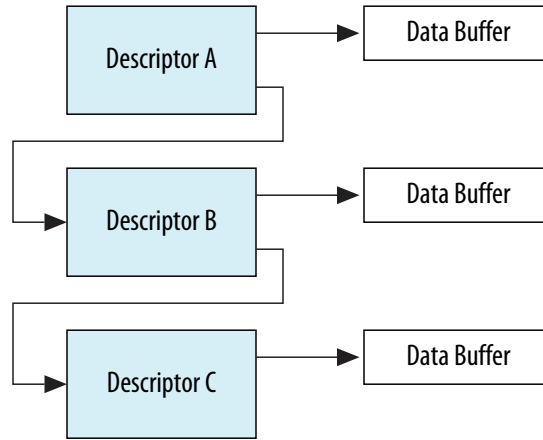 Descriptor A
Data Buffer
Descriptor B
Data Buffer
Descriptor C
Data Buffer